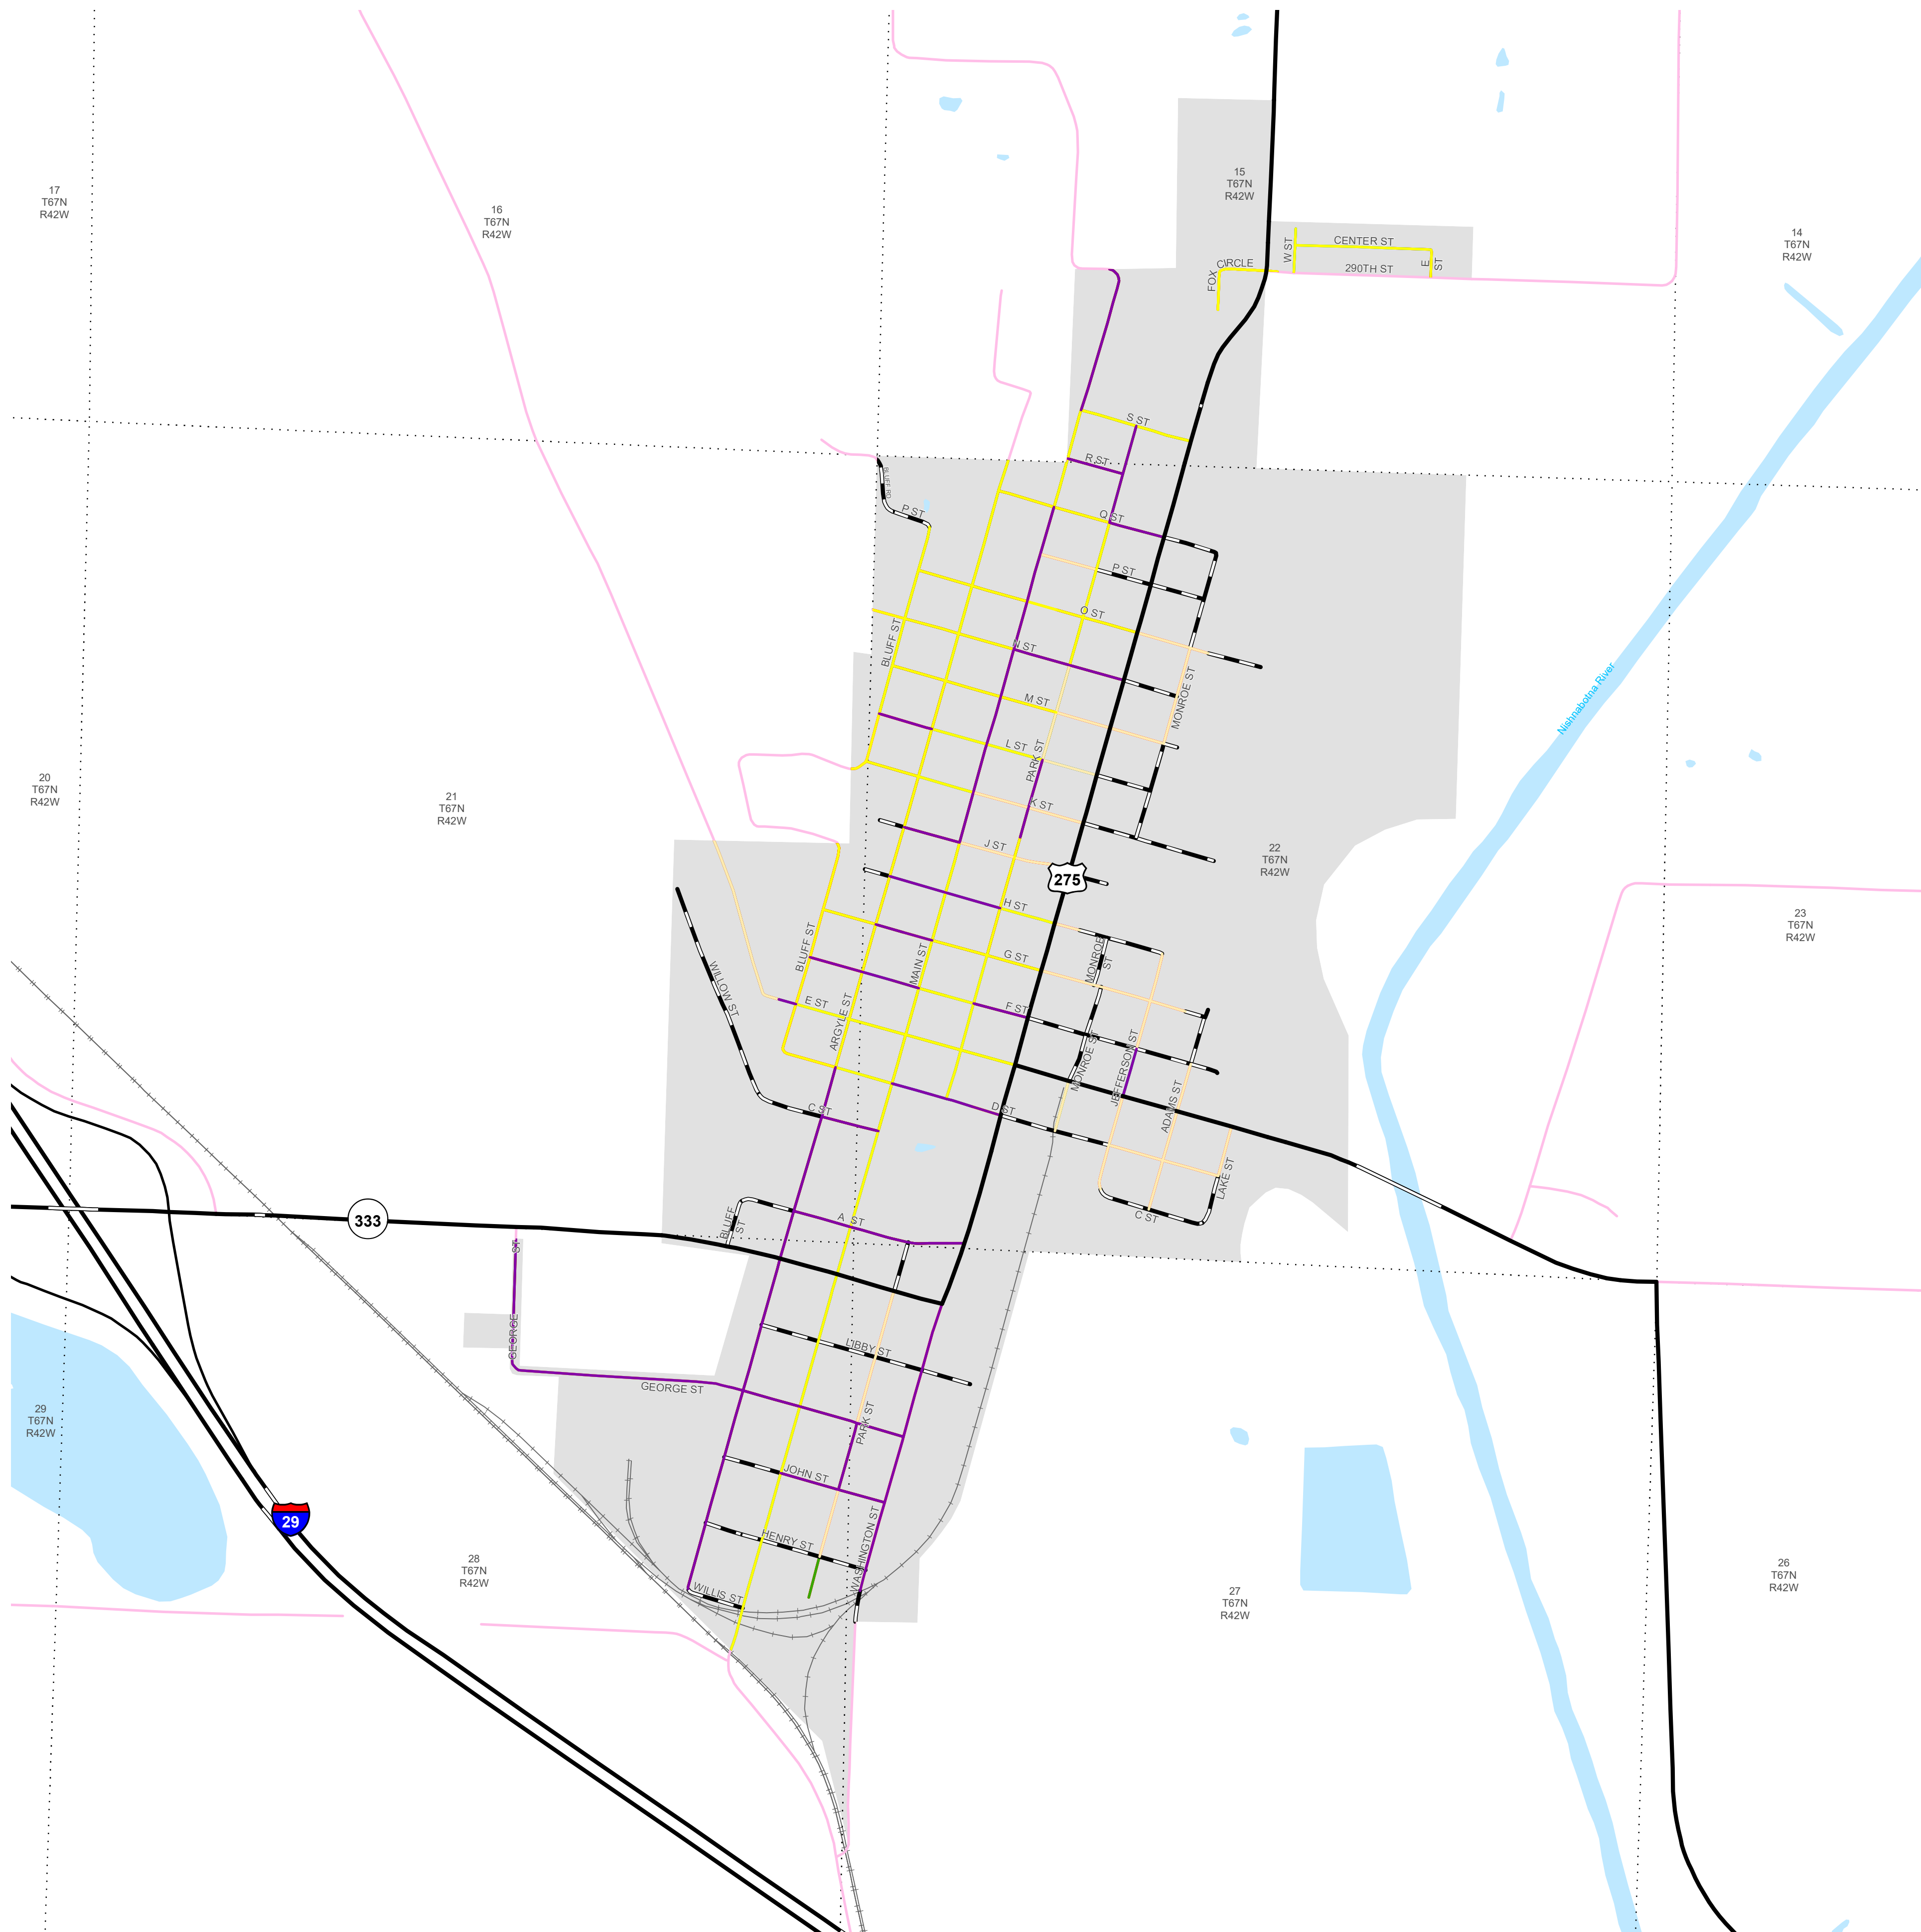 15
T67N
R42W
17
T67N
R42W
16
T67N
R42W
14
T67N
R42W
W ST
CENTER ST
E ST
FOX CIRCLE
290TH ST
S ST
R ST
BLUFF RD
P ST
Q ST
P ST
O ST
BLUFF ST
N ST
MONROE ST
M ST
Nishnabotna River
L ST
PARK ST
K ST
20
T67N
R42W
21
T67N
R42W
J ST
22
T67N
R42W
275
H ST
23
T67N
R42W
BLUFF ST
MAIN ST
G ST
MONROE ST
WILLOW ST
E ST
F ST
ARGYLE ST
MONROE ST
JEFFERSON ST
C ST
D ST
ADAMS ST
LAKE ST
333
BLUFF ST
A ST
C ST
GEORGE ST
LIBBY ST
GEORGE ST
29
T67N
R42W
PARK ST
JOHN ST
29
HENRY ST
WASHINGTON ST
28
T67N
R42W
WILLIS ST
27
T67N
R42W
26
T67N
R42W